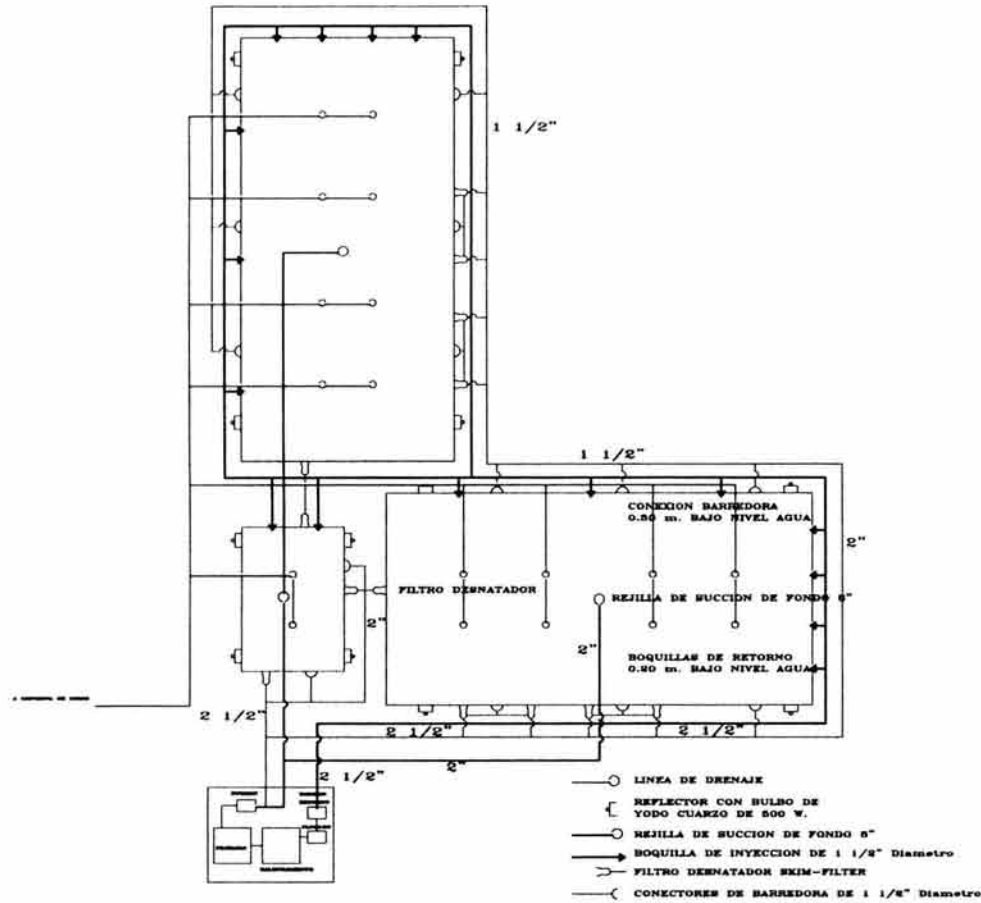 1 1/2"
1 1/2"
CONEXION BARREDORA
0.50 m. BAJO NIVEL AGUA
2"
FILTRO DESNATADOR
REJILLA DE SUCCION DE FONDO 8"
2"
2"
BOQUILLAS DE RETORNO
0.20 m. BAJO NIVEL AGUA
2 1/2"
2 1/2"
2 1/2"
2 1/2"
2"
LINEA DE DRENAJE
REFLECTOR CON BULBO DE
YODO CUARZO DE 500 W.
REJILLA DE SUCCION DE FONDO 8"
BOQUILLA DE INYECCION DE 1 1/2" Diametro
FILTRO DESNATADOR SKIM-FILTER
CONECTORES DE BARREDORA DE 1 1/2" Diametro